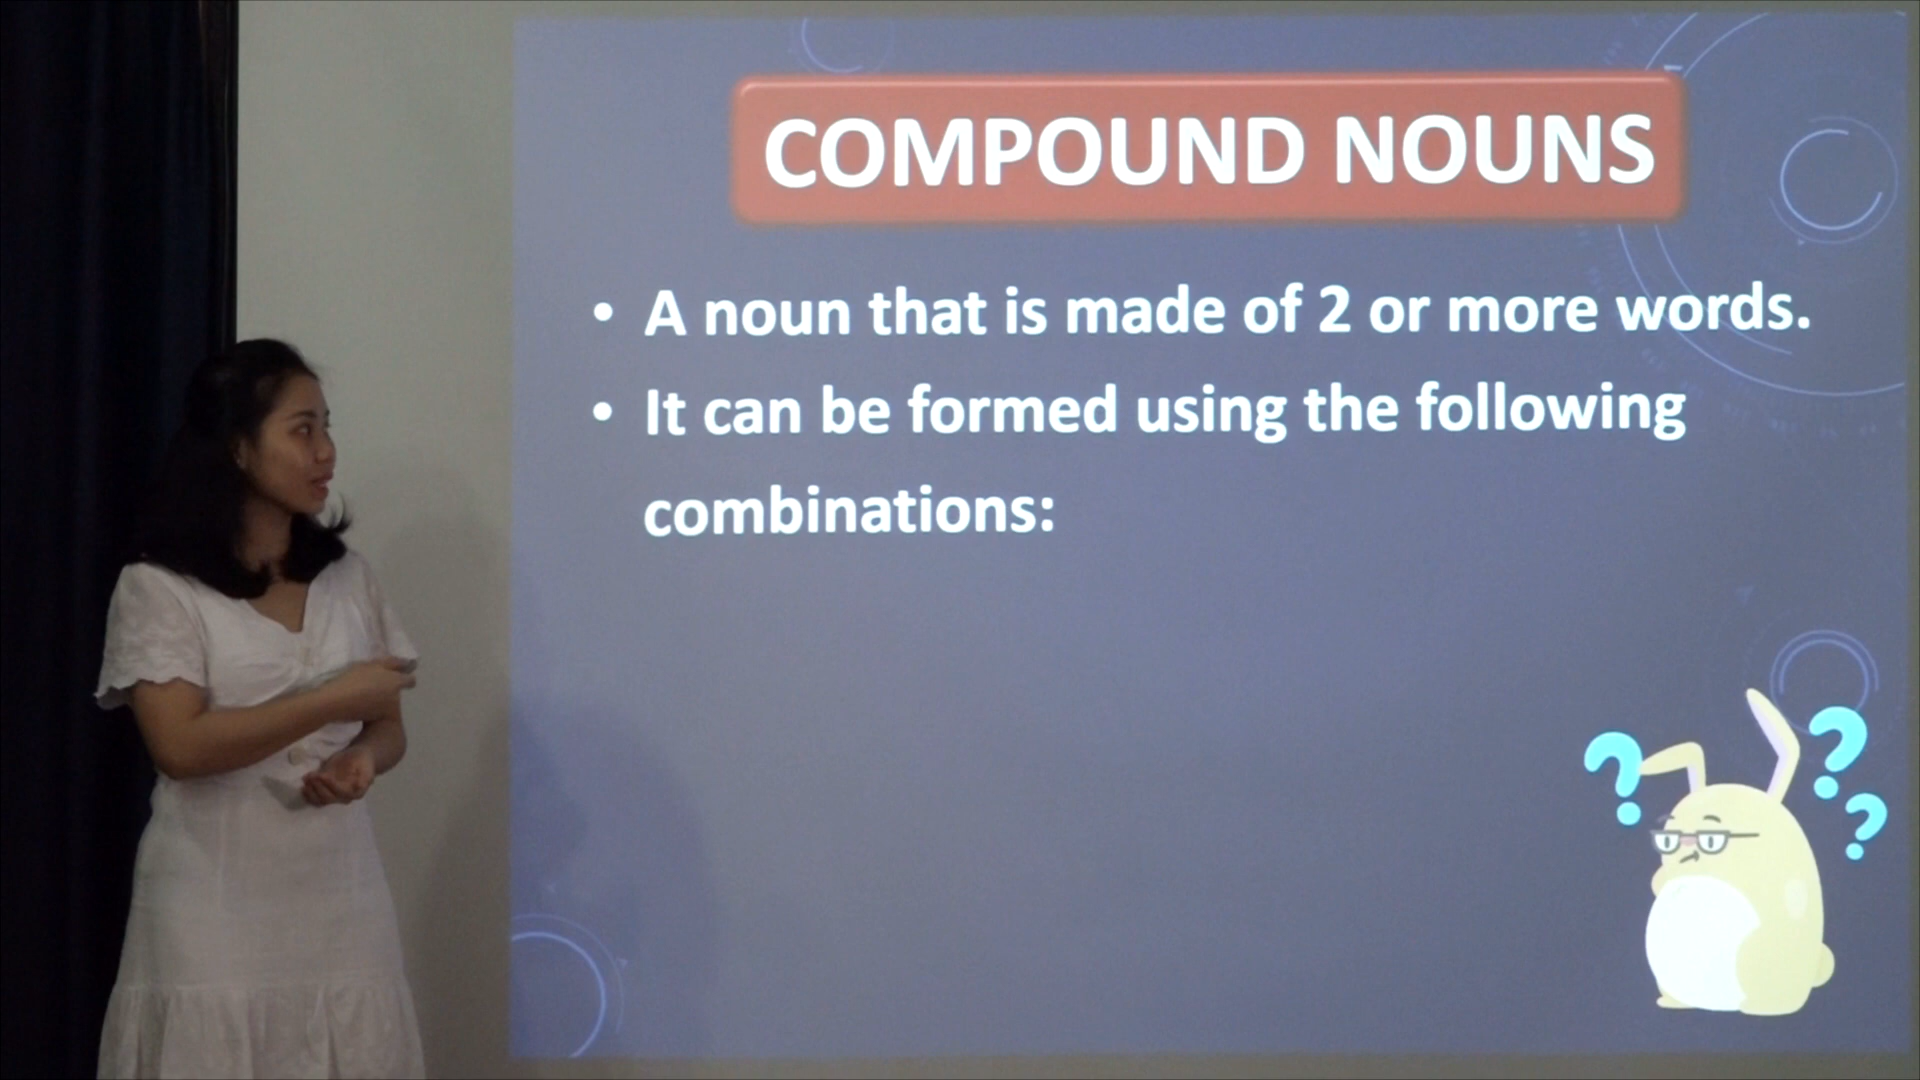 COMPOUND NOUNS
• A noun that is made of 2 or more words.
• It can be formed using the following
combinations:
? ? ?